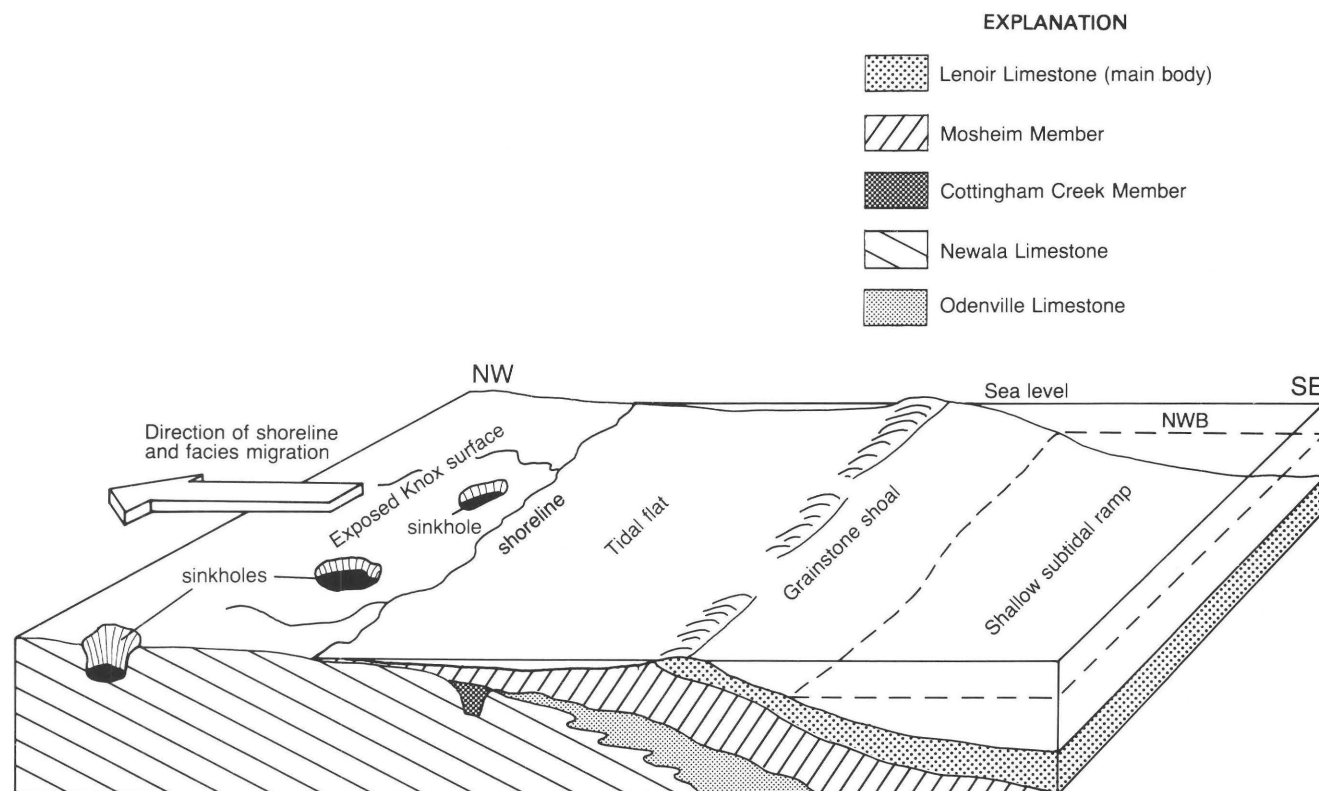 EXPLANATION
Lenoir Limestone (main body)
Mosheim Member
Cottingham Creek Member
Newala Limestone
Odenville Limestone
NW
Sea level
SE
NWB
Direction of shoreline
and facies migration
Exposed Knox surface
sinkhole
shoreline
Tidal flat
Grainstone shoal
Shallow subtidal ramp
sinkholes